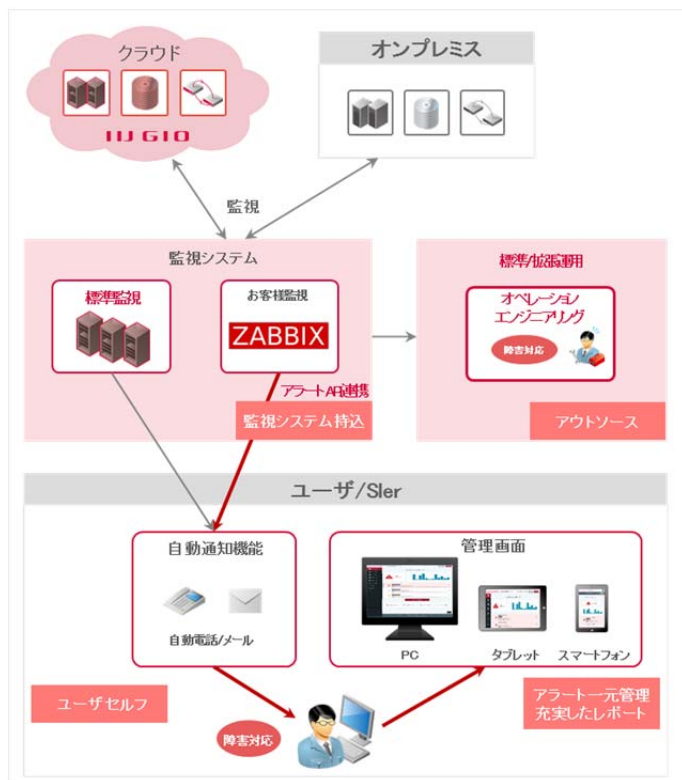 クラウド
IIJ GIO
オンプレミス
監視
監視システム
標準監視
お客様監視
ZABBIX
アラートAPI連携
監視システム持込
標準/拡張運用
オペレーション
エンジニアリング
障害対応
アウトソース
ユーザ/SIer
自動通知機能
自動電話/メール
管理画面
PC
タブレット
スマートフォン
ユーザセルフ
障害対応
アラート一元管理
充実したレポート